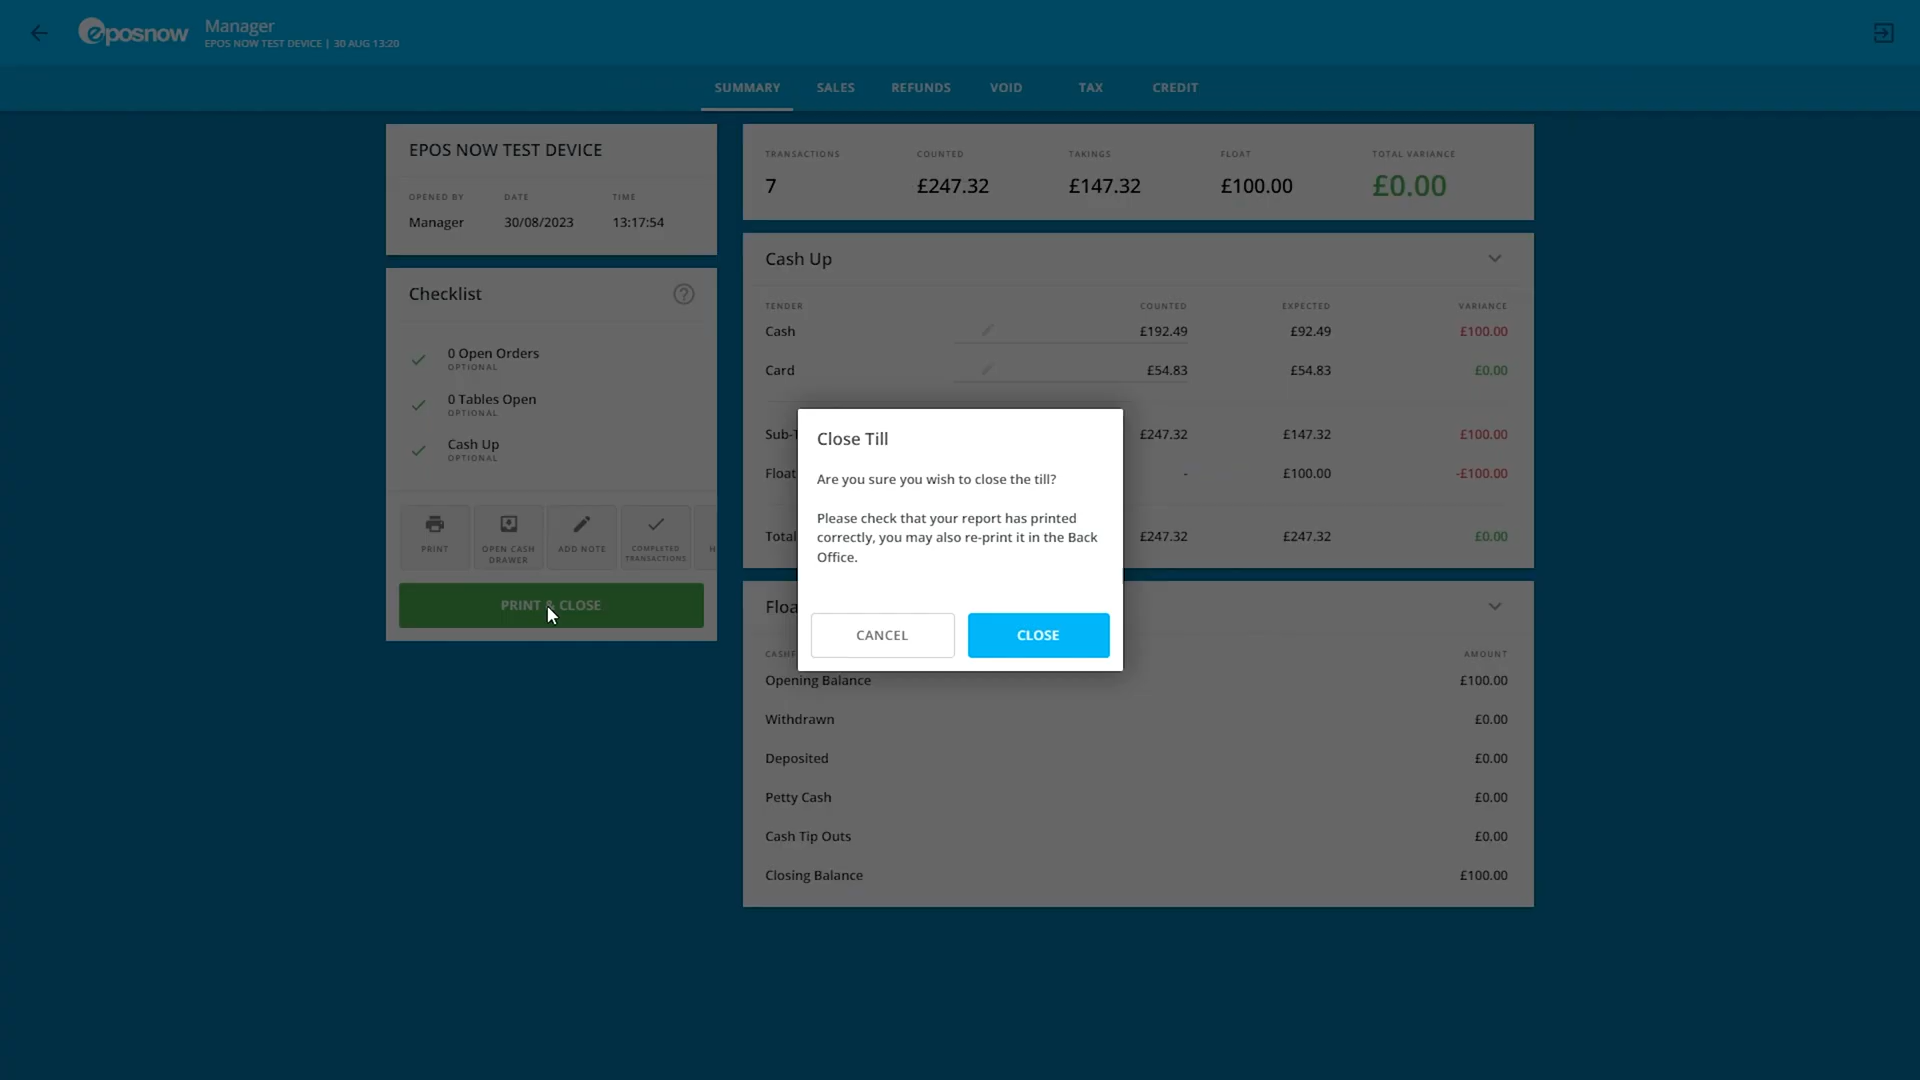 eposnow
Manager
EPOS NOW TEST DEVICE | 30 AUG 13:20
SUMMARY SALES REFUNDS VOID TAX CREDIT
EPOS NOW TEST DEVICE
OPENED BY DATE TIME
Manager 30/08/2023 13:17:54
Checklist
?
0 Open Orders
OPTIONAL
0 Tables Open
OPTIONAL
Cash Up
OPTIONAL
PRINT
OPEN CASH
DRAWER
ADD NOTE
COMPLETED
TRANSACTIONS
H
PRINT & CLOSE
TRANSACTIONS COUNTED TAKINGS FLOAT TOTAL VARIANCE
7 £247.32 £147.32 £100.00 £0.00
Cash Up
TENDER COUNTED EXPECTED VARIANCE
Cash £192.49 £92.49 £100.00
Card £54.83 £54.83 £0.00
Sub-T £247.32 £147.32 £100.00
Float - £100.00 -£100.00
Total £247.32 £247.32 £0.00
Close Till
Are you sure you wish to close the till?
Please check that your report has printed
correctly, you may also re-print it in the Back
Office.
CANCEL CLOSE
Floa
CASHF AMOUNT
Opening Balance £100.00
Withdrawn £0.00
Deposited £0.00
Petty Cash £0.00
Cash Tip Outs £0.00
Closing Balance £100.00